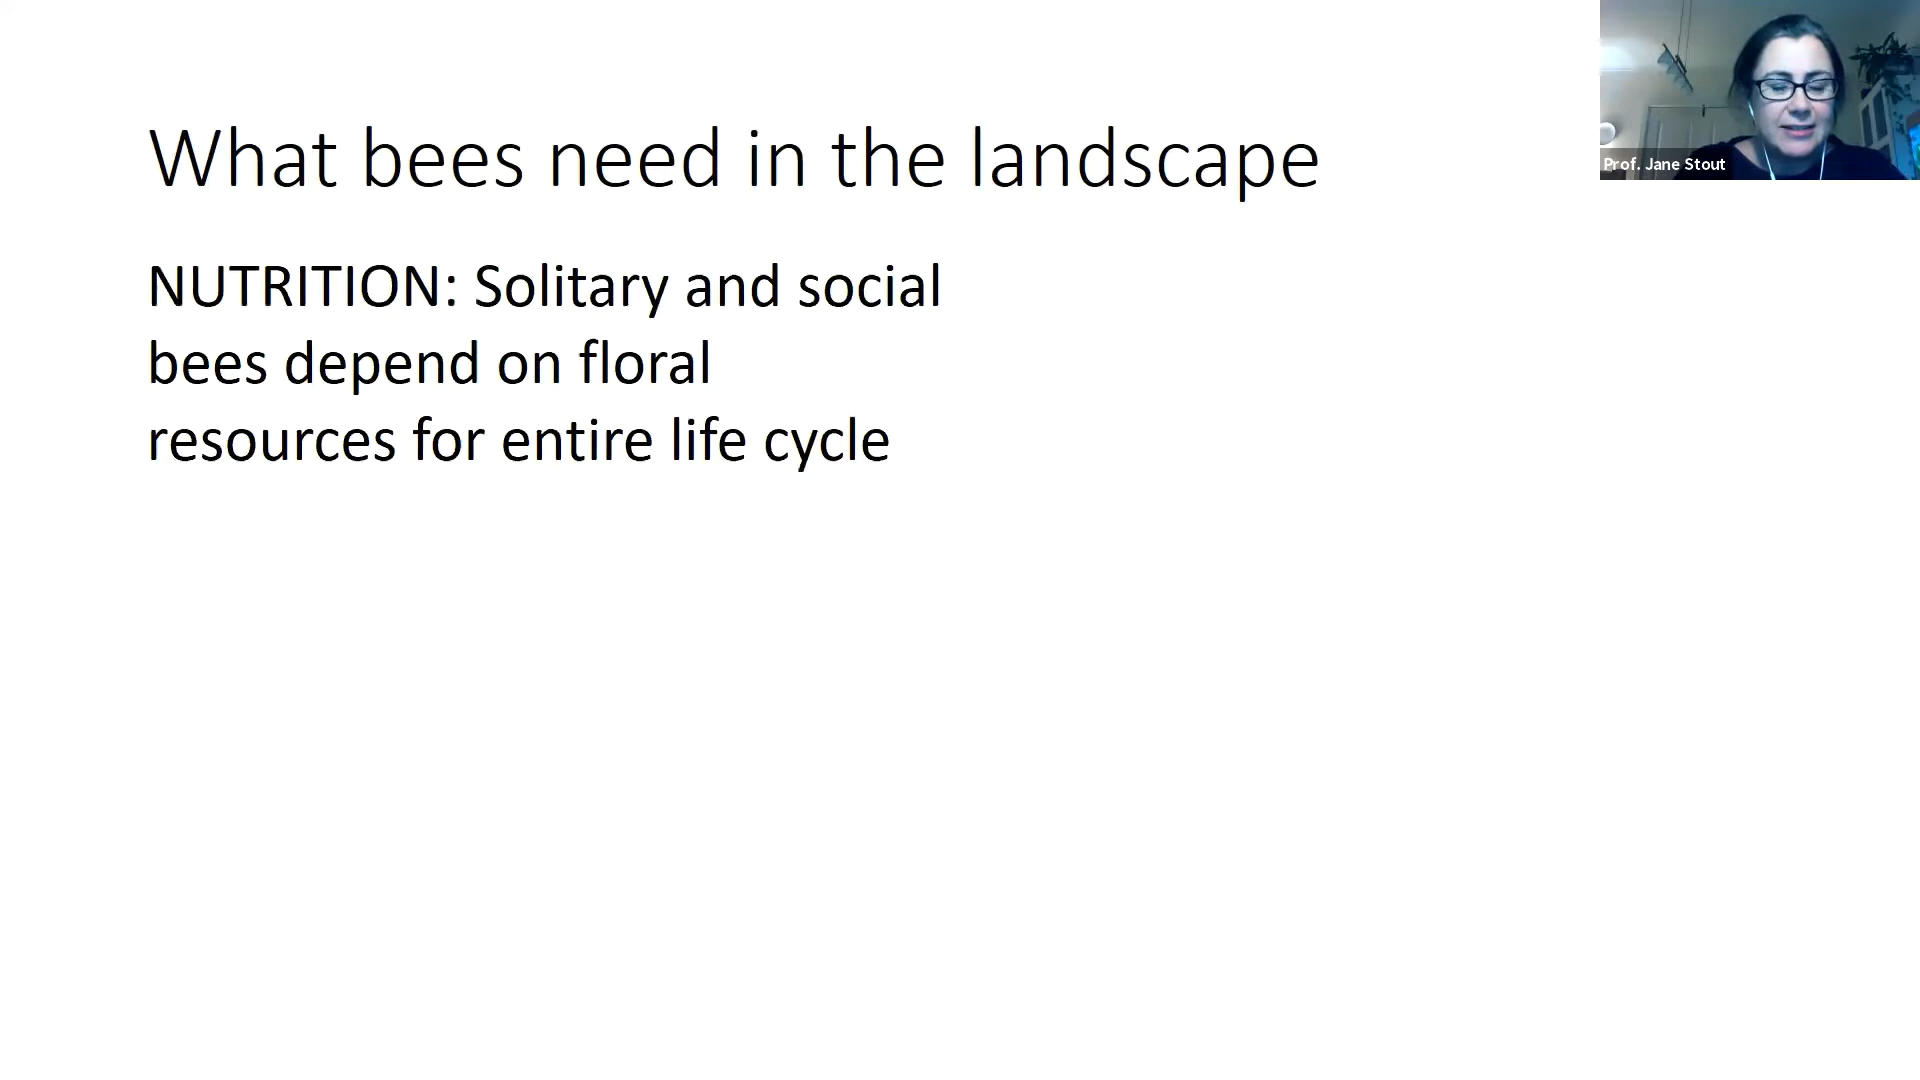 What bees need in the landscape
NUTRITION: Solitary and social
bees depend on floral
resources for entire life cycle
Prof. Jane Stout